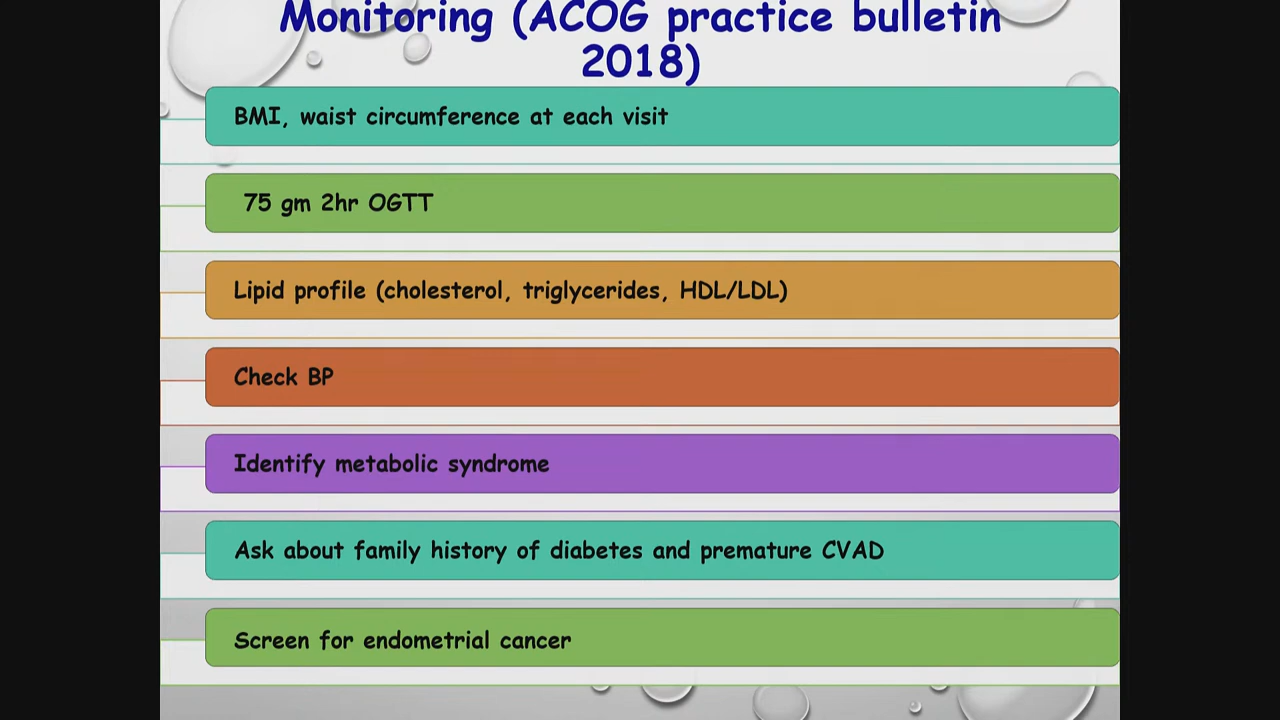 Monitoring (ACOG practice bulletin
2018)
BMI, waist circumference at each visit
75 gm 2hr OGTT
Lipid profile (cholesterol, triglycerides, HDL/LDL)
Check BP
Identify metabolic syndrome
Ask about family history of diabetes and premature CVAD
Screen for endometrial cancer